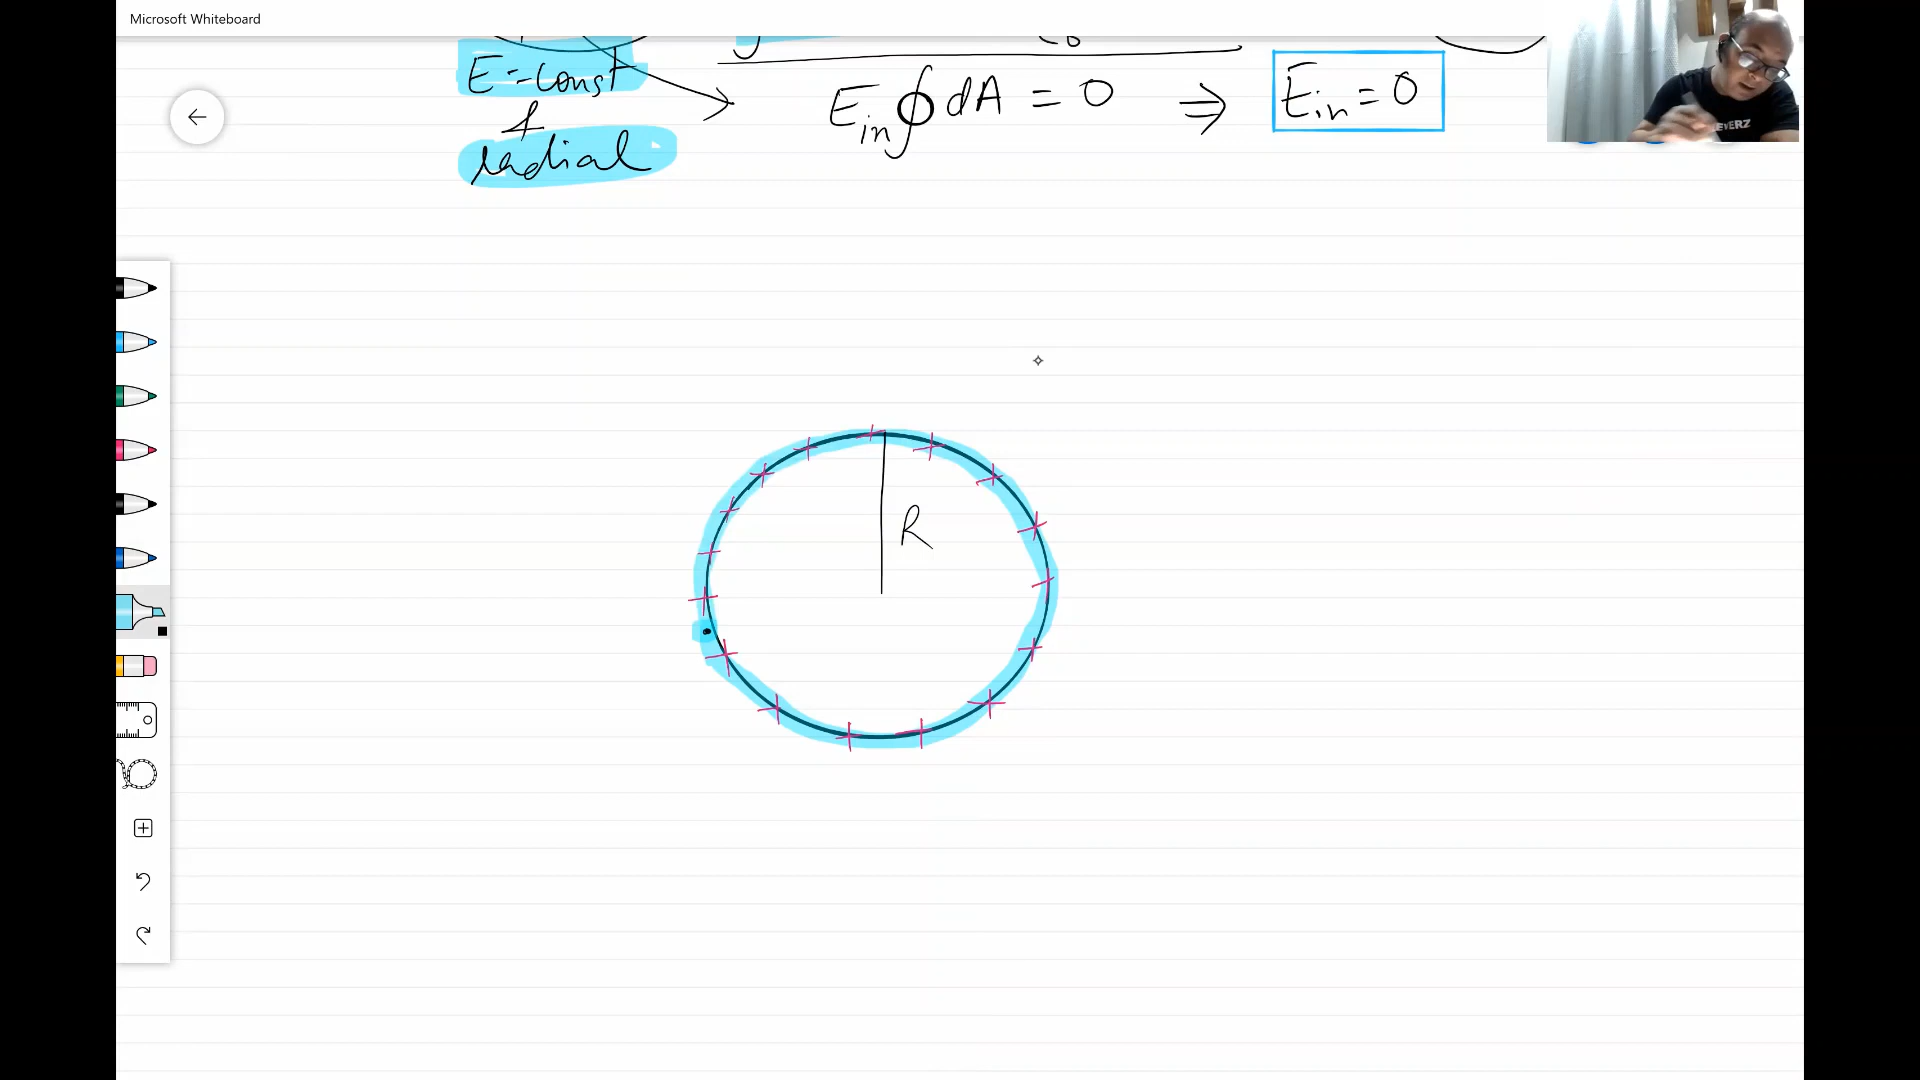 Microsoft Whiteboard
E = const
&
radial
E_in ∮ dA = 0 ⇒ E_in = 0
R